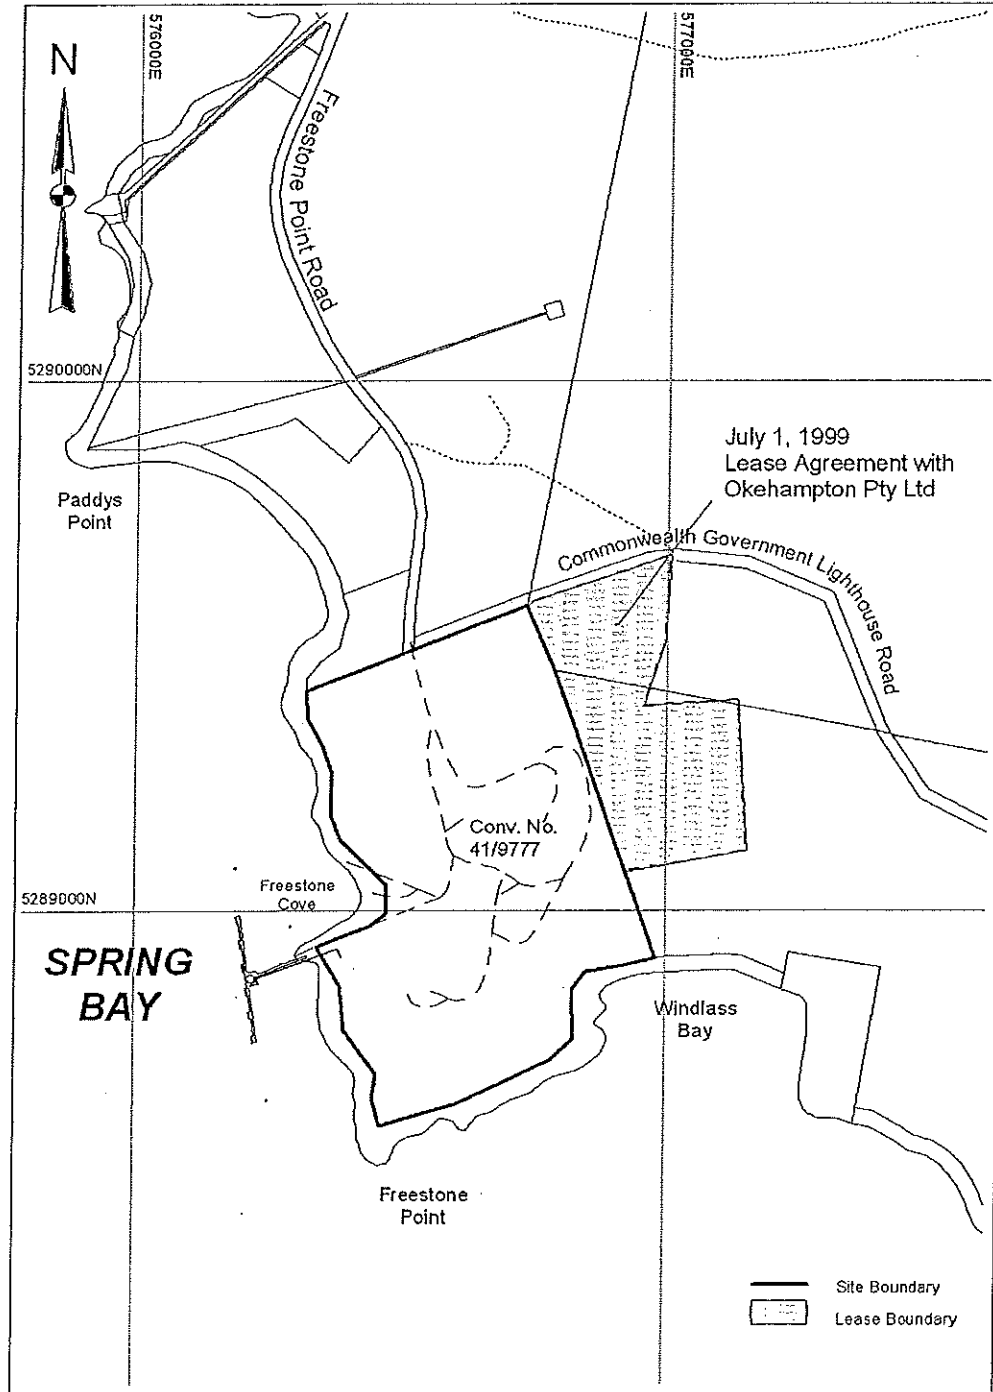 576000E
577000E
N
Freestone Point Road
5290000N
July 1, 1999
Lease Agreement with
Okehampton Pty Ltd
Paddys
Point
Commonwealth Government Lighthouse Road
Conv. No.
41/9777
Freestone
Cove
5289000N
SPRING
BAY
Windlass
Bay
Freestone
Point
Site Boundary
Lease Boundary